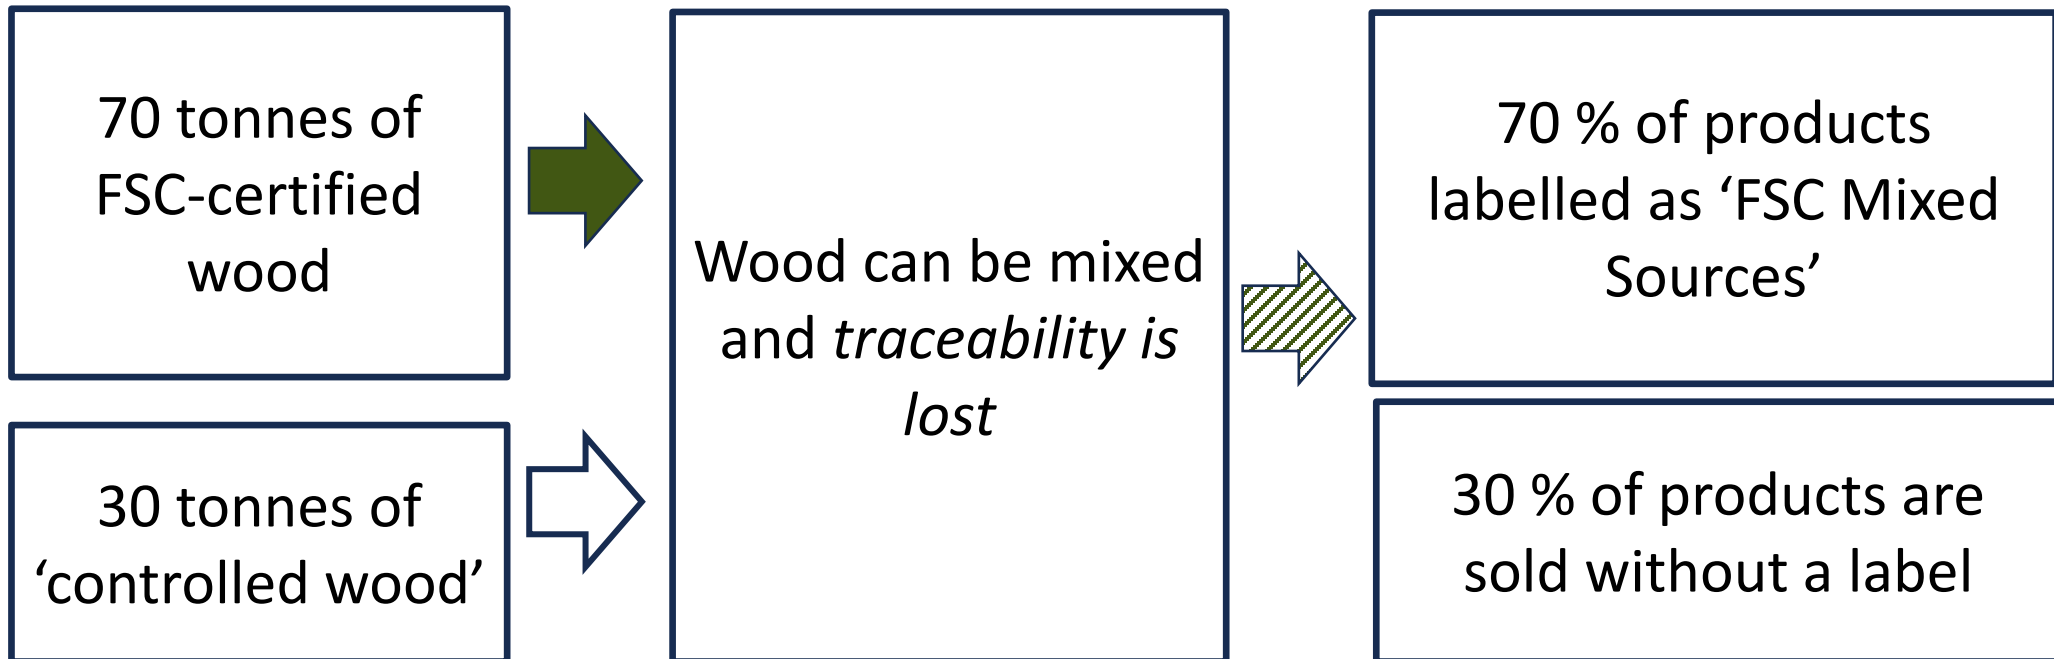 70 tonnes of
FSC-certified
wood
30 tonnes of
‘controlled wood’
Wood can be mixed
and traceability is
lost
70 % of products
labelled as ‘FSC Mixed
Sources’
30 % of products are
sold without a label